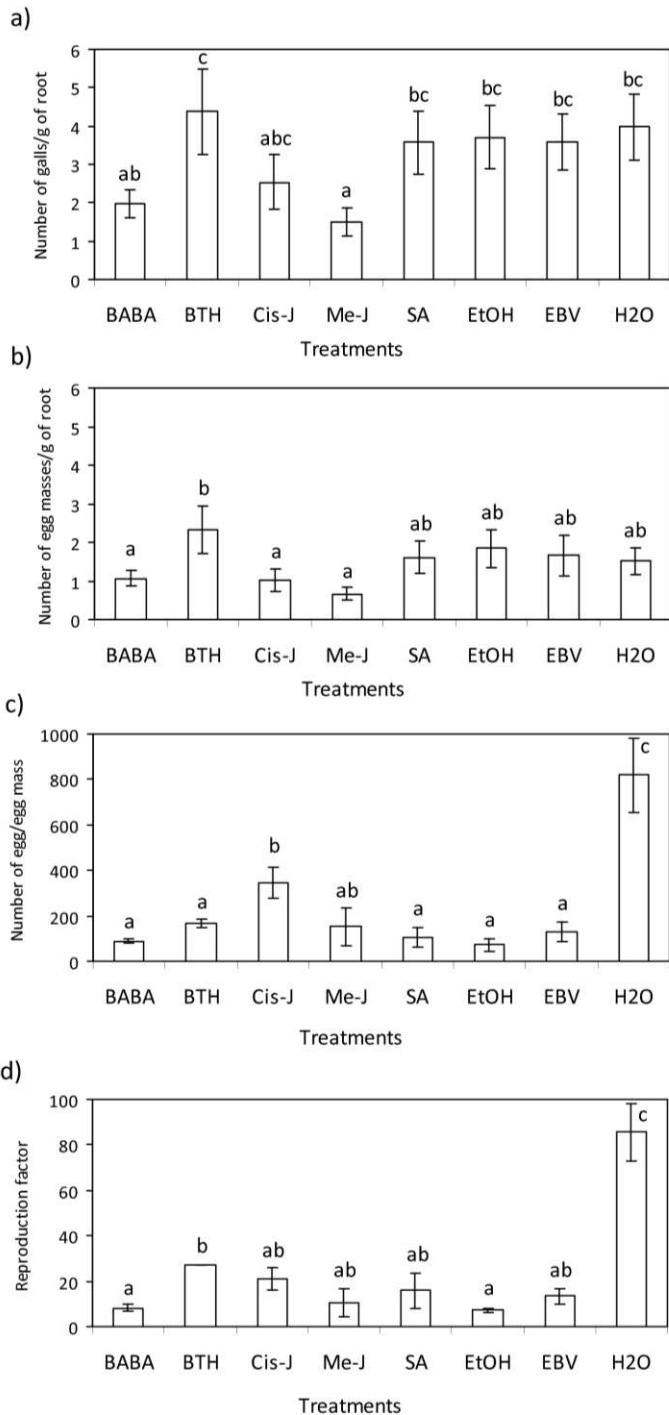 a)
Number of galls/g of root
6
5
4
3
2
1
0
ab
c
abc
a
bc
bc
bc
bc
BABA BTH Cis-J Me-J SA EtOH EBV H2O
Treatments
b)
Number of egg masses/g of root
6
5
4
3
2
1
0
a
b
a
a
ab
ab
ab
ab
BABA BTH Cis-J Me-J SA EtOH EBV H2O
Treatments
c)
Number of egg/egg mass
1000
800
600
400
200
0
a
a
b
ab
a
a
a
c
BABA BTH Cis-J Me-J SA EtOH EBV H2O
Treatments
d)
Reproduction factor
100
80
60
40
20
0
a
b
ab
ab
ab
a
ab
c
BABA BTH Cis-J Me-J SA EtOH EBV H2O
Treatments